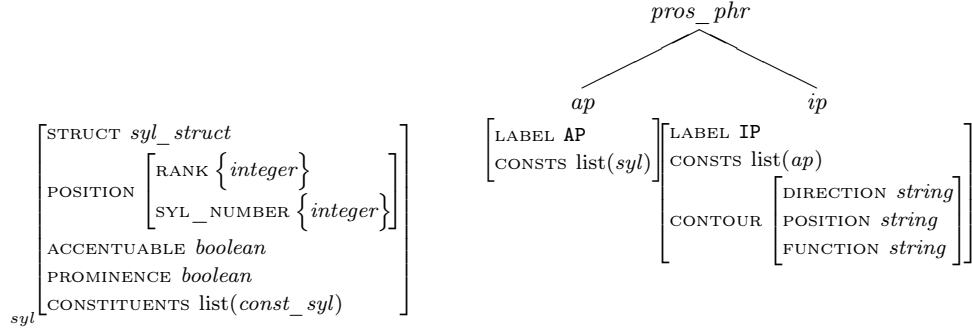 pros_phr
ap ip
STRUCT syl_struct
POSITION [RANK {integer}
SYL_NUMBER {integer}]
ACCENTUABLE boolean
PROMINENCE boolean
CONSTITUENTS list(const_syl)
syl
LABEL AP
CONSTS list(syl)
LABEL IP
CONSTS list(ap)
CONTOUR [DIRECTION string
POSITION string
FUNCTION string]